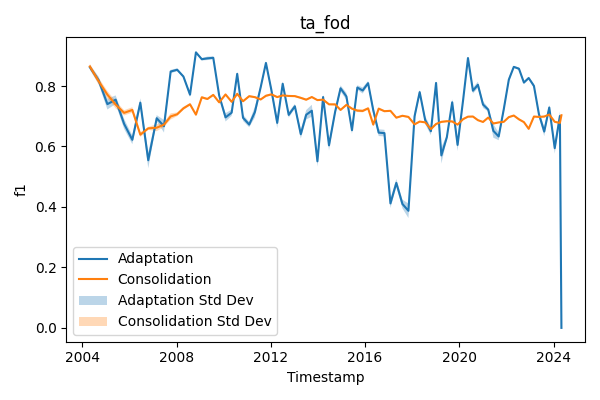 ta_fod
f1
0.8
0.6
0.4
0.2
0.0
Adaptation
Consolidation
Adaptation Std Dev
Consolidation Std Dev
2004
2008
2012
2016
2020
2024
Timestamp